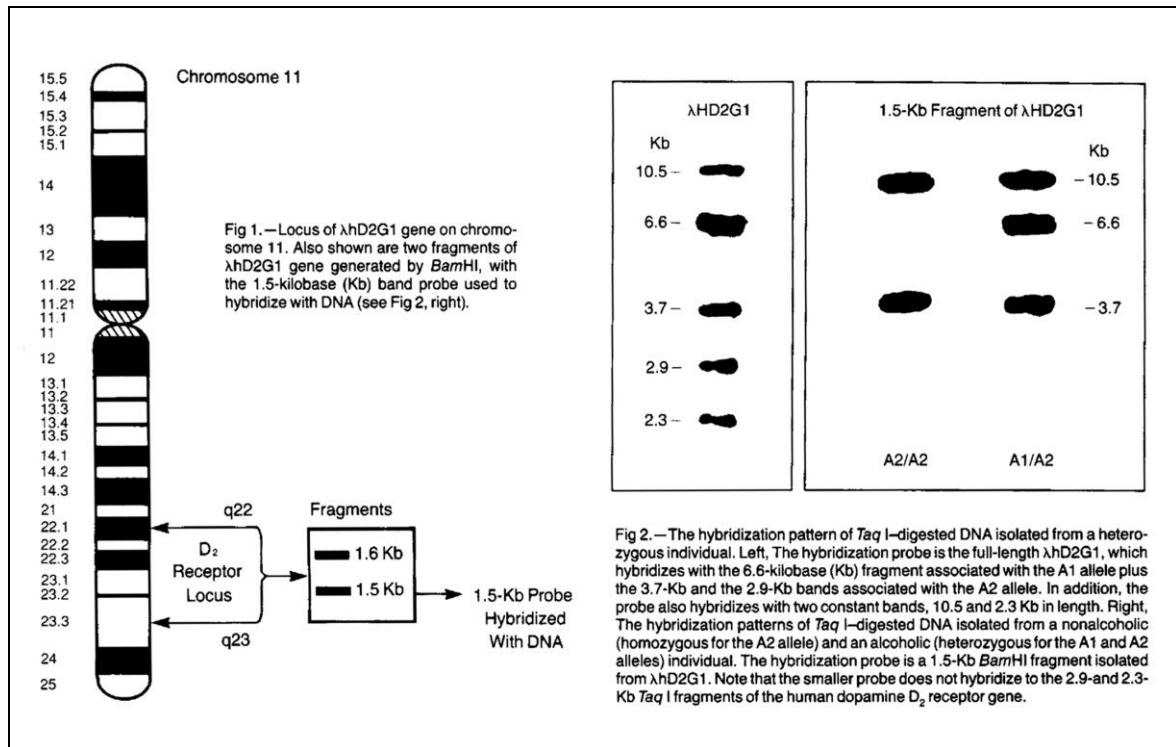 Chromosome 11
15.5
15.4
15.3
15.2
15.1
14
13
12
11.22
11.21
11.1
11
12
13.1
13.2
13.3
13.4
13.5
14.1
14.2
14.3
21
22.1
22.2
22.3
23.1
23.2
23.3
24
25
Fig 1.—Locus of λhD2G1 gene on chromo-
some 11. Also shown are two fragments of
λhD2G1 gene generated by BamHI, with
the 1.5-kilobase (Kb) band probe used to
hybridize with DNA (see Fig 2, right).
q22
D₂
Receptor
Locus
q23
Fragments
1.6 Kb
1.5 Kb
1.5-Kb Probe
Hybridized
With DNA
λHD2G1
Kb
10.5–
6.6–
3.7–
2.9–
2.3–
1.5-Kb Fragment of λHD2G1
Kb
–10.5
–6.6
–3.7
A2/A2 A1/A2
Fig 2.—The hybridization pattern of Taq I–digested DNA isolated from a hetero-
zygous individual. Left, The hybridization probe is the full-length λhD2G1, which
hybridizes with the 6.6-kilobase (Kb) fragment associated with the A1 allele plus
the 3.7-Kb and the 2.9-Kb bands associated with the A2 allele. In addition, the
probe also hybridizes with two constant bands, 10.5 and 2.3 Kb in length. Right,
The hybridization patterns of Taq I–digested DNA isolated from a nonalcoholic
(homozygous for the A2 allele) and an alcoholic (heterozygous for the A1 and A2
alleles) individual. The hybridization probe is a 1.5-Kb BamHI fragment isolated
from λhD2G1. Note that the smaller probe does not hybridize to the 2.9-and 2.3-
Kb Taq I fragments of the human dopamine D₂ receptor gene.